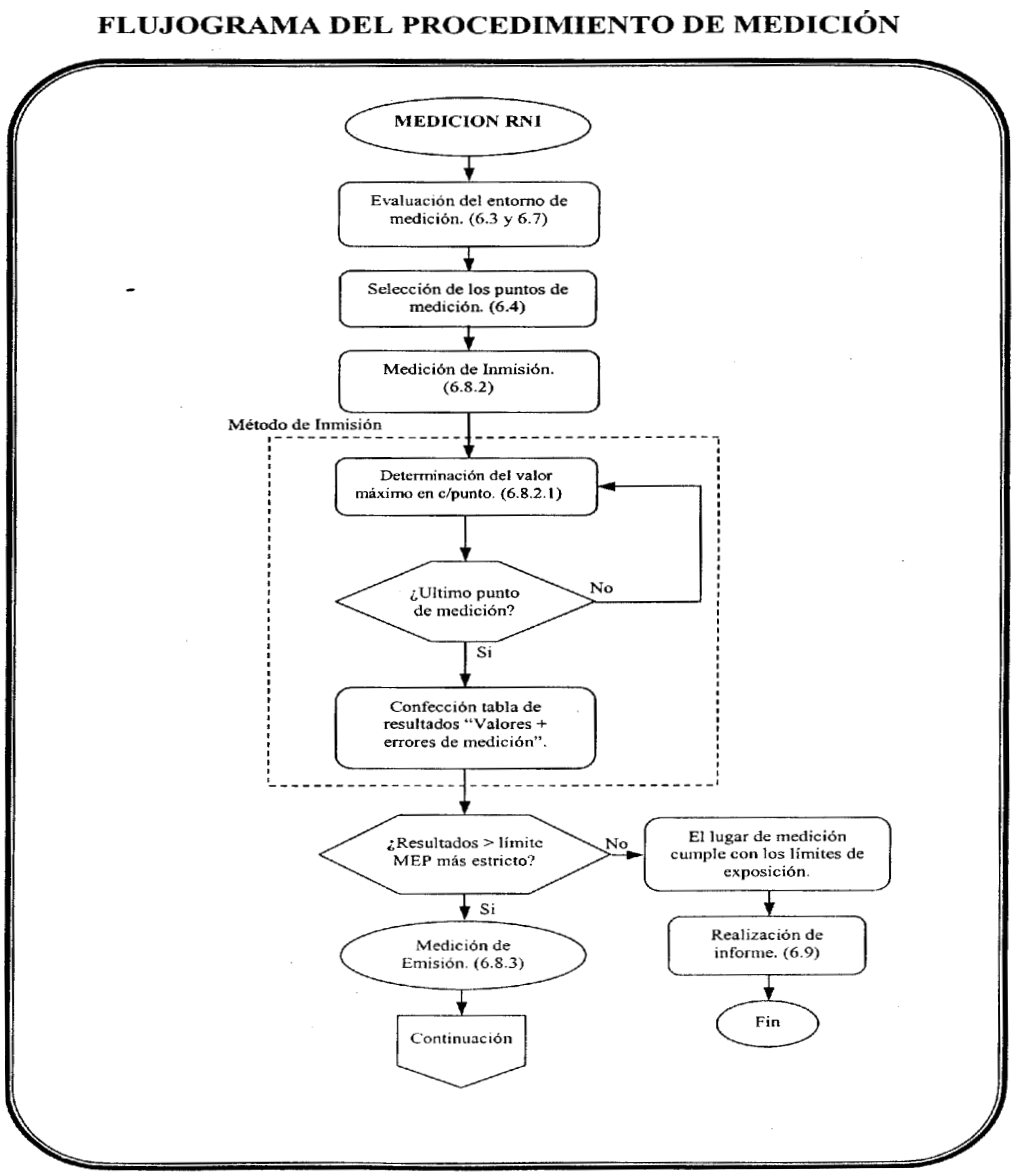 FLUJOGRAMA DEL PROCEDIMIENTO DE MEDICIÓN
MEDICION RNI
Evaluación del entorno de
medición. (6.3 y 6.7)
Selección de los puntos de
medición. (6.4)
Medición de Inmisión.
(6.8.2)
Método de Inmisión
Determinación del valor
máximo en c/punto. (6.8.2.1)
¿Ultimo punto
de medición?
No
Si
Confección tabla de
resultados “Valores +
errores de medición”.
¿Resultados > límite
MEP más estricto?
No
El lugar de medición
cumple con los límites de
exposición.
Si
Medición de
Emisión. (6.8.3)
Realización de
informe. (6.9)
Continuación
Fin